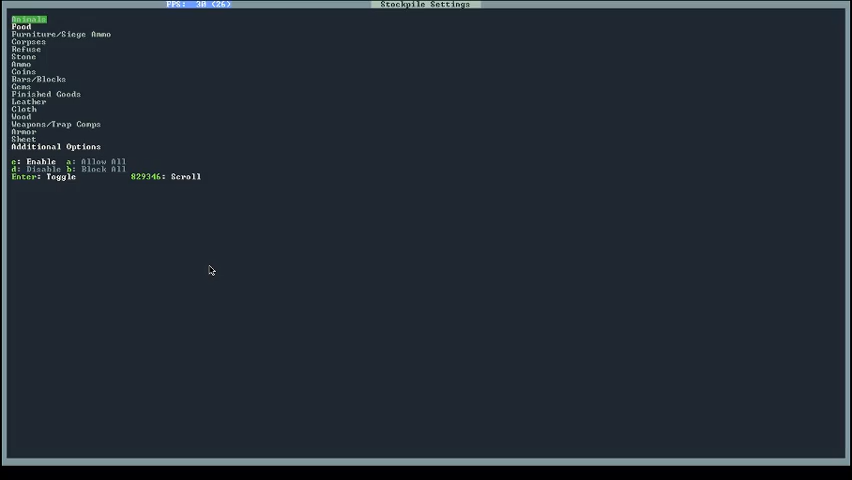 FPS: 30 (26)
Stockpile Settings
Animals
Food
Furniture/Siege Ammo
Corpses
Refuse
Stone
Ammo
Coins
Bars/Blocks
Gems
Finished Goods
Leather
Cloth
Wood
Weapons/Trap Comps
Armor
Sheet
Additional Options
e: Enable a: Allow All
d: Disable b: Block All
Enter: Toggle 829346: Scroll